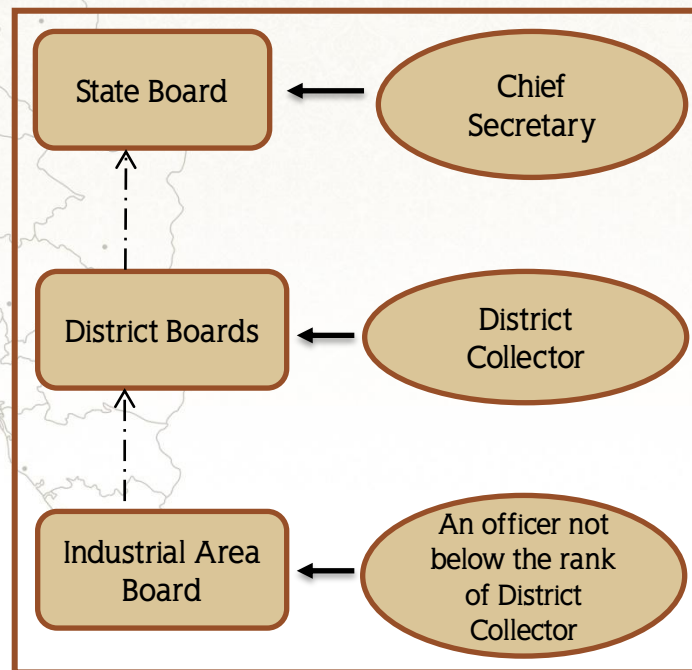 State Board
Chief
Secretary
District Boards
District
Collector
Industrial Area
Board
An officer not
below the rank
of District
Collector